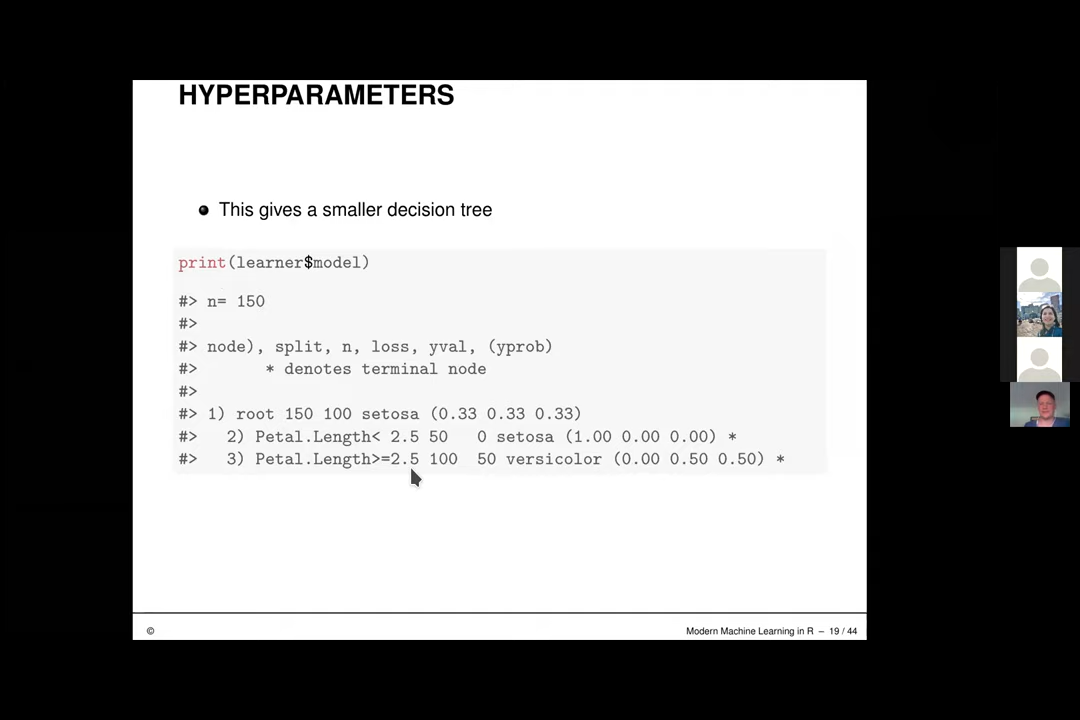 HYPERPARAMETERS
This gives a smaller decision tree
print(learner$model)
#> n= 150
#>
#> node), split, n, loss, yval, (yprob)
#>       * denotes terminal node
#>
#> 1) root 150 100 setosa (0.33 0.33 0.33)
#>   2) Petal.Length< 2.5 50   0 setosa (1.00 0.00 0.00) *
#>   3) Petal.Length>=2.5 100  50 versicolor (0.00 0.50 0.50) *
© Modern Machine Learning in R – 19 / 44